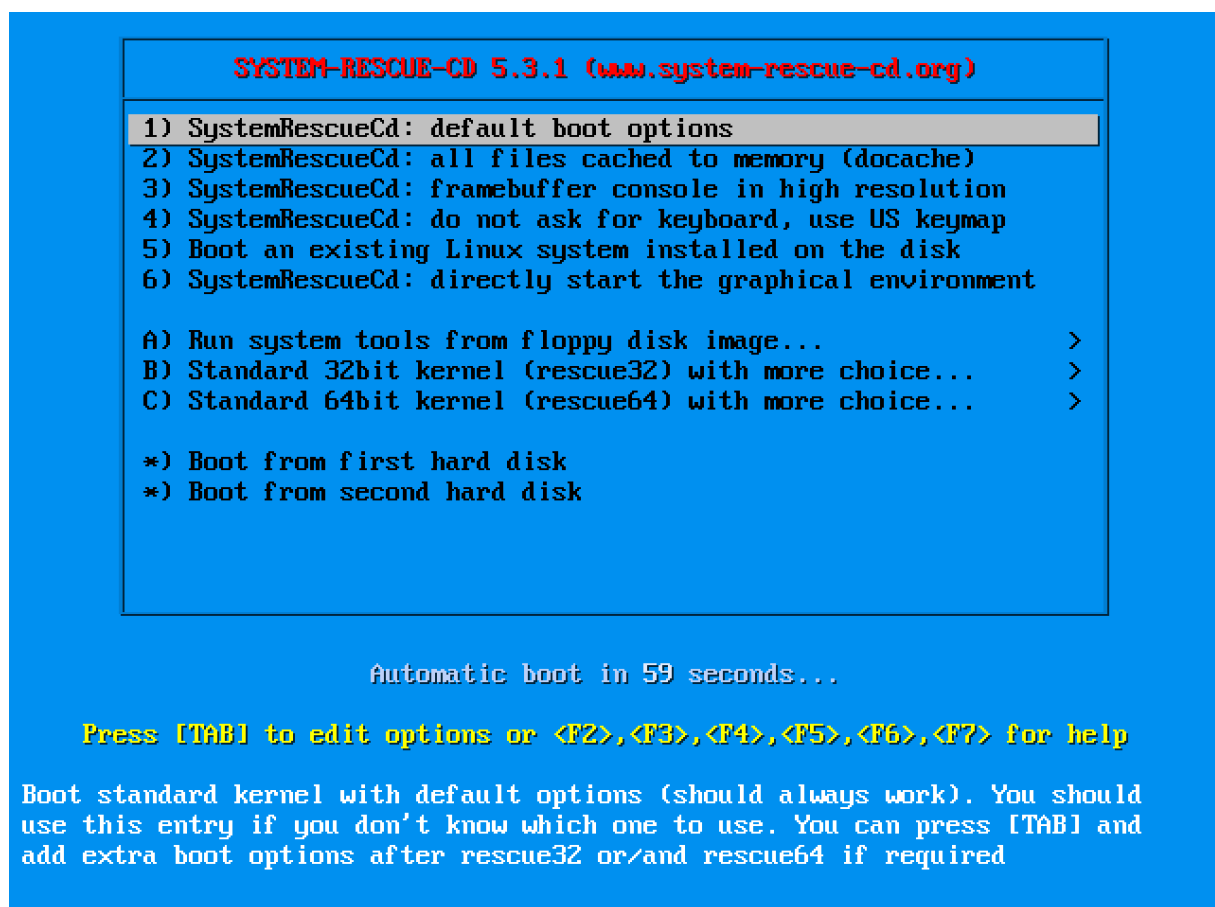 SYSTEM-RESCUE-CD 5.3.1 (www.system-rescue-cd.org)
1) SystemRescueCd: default boot options
2) SystemRescueCd: all files cached to memory (docache)
3) SystemRescueCd: framebuffer console in high resolution
4) SystemRescueCd: do not ask for keyboard, use US keymap
5) Boot an existing Linux system installed on the disk
6) SystemRescueCd: directly start the graphical environment
A) Run system tools from floppy disk image... >
B) Standard 32bit kernel (rescue32) with more choice... >
C) Standard 64bit kernel (rescue64) with more choice... >
*) Boot from first hard disk
*) Boot from second hard disk
Automatic boot in 59 seconds...
Press [TAB] to edit options or <F2>,<F3>,<F4>,<F5>,<F6>,<F7> for help
Boot standard kernel with default options (should always work). You should
use this entry if you don't know which one to use. You can press [TAB] and
add extra boot options after rescue32 or/and rescue64 if required